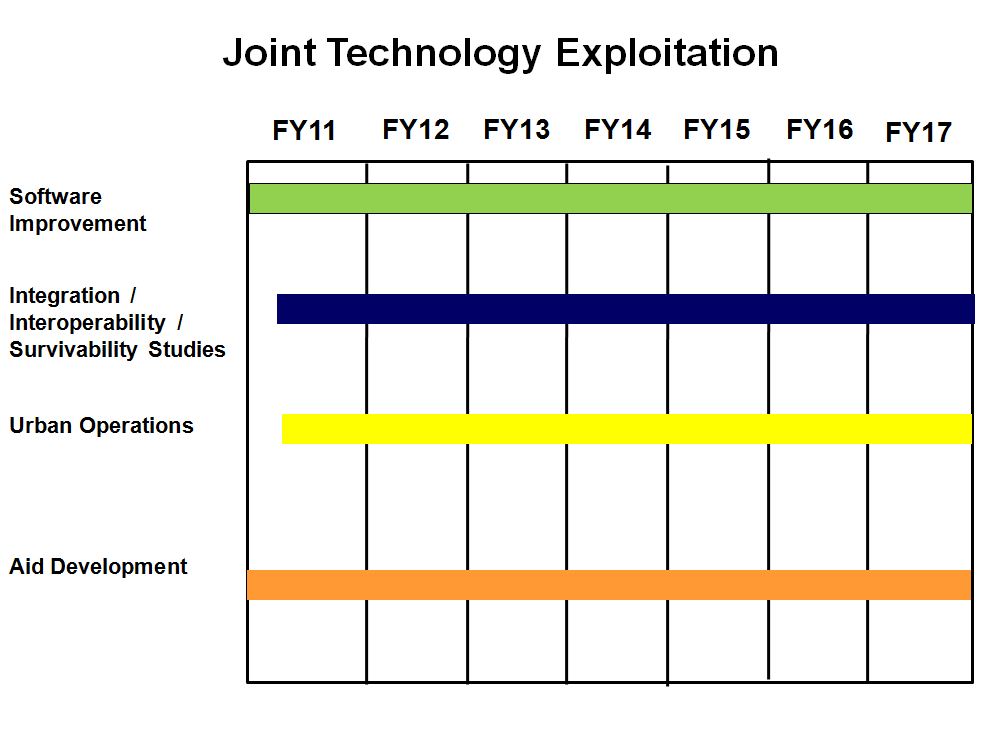 Joint Technology Exploitation
FY11 FY12 FY13 FY14 FY15 FY16 FY17
Software
Improvement
Integration /
Interoperability /
Survivability Studies
Urban Operations
Aid Development